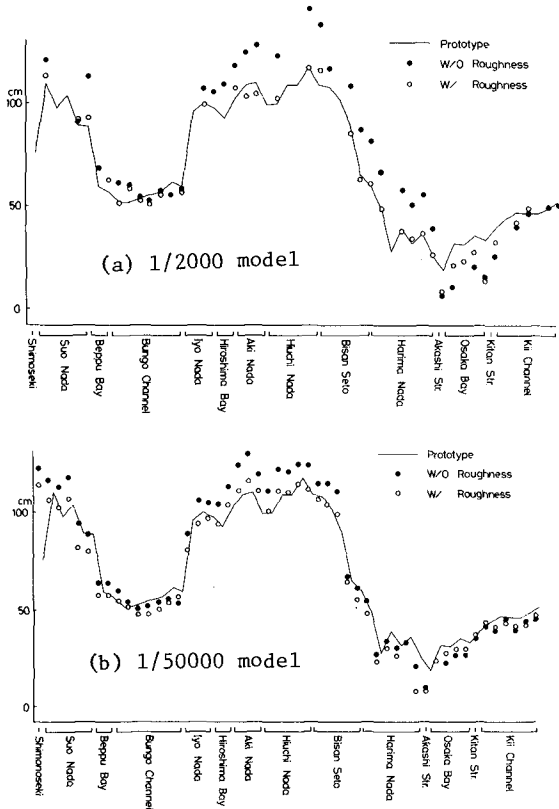 Prototype
W/O Roughness
W/ Roughness
cm
100
50
0
(a) 1/2000 model
Shimoseki
Suo Nada
Beppu Bay
Bungo Channel
Iyo Nada
Hiroshima Bay
Aki Nada
Hiuchi Nada
Bisan Seto
Harima Nada
Akashi Str.
Osaka Bay
Kitan Str.
Kii Channel
Prototype
W/O Roughness
W/ Roughness
cm
100
50
0
(b) 1/50000 model
Shimonoseki
Suo Nada
Beppu Bay
Bungo Channel
Iyo Nada
Hiroshima Bay
Aki Nada
Hiuchi Nada
Bisan Seto
Harima Nada
Akashi Str.
Osaka Bay
Kitan Str.
Kii Channel